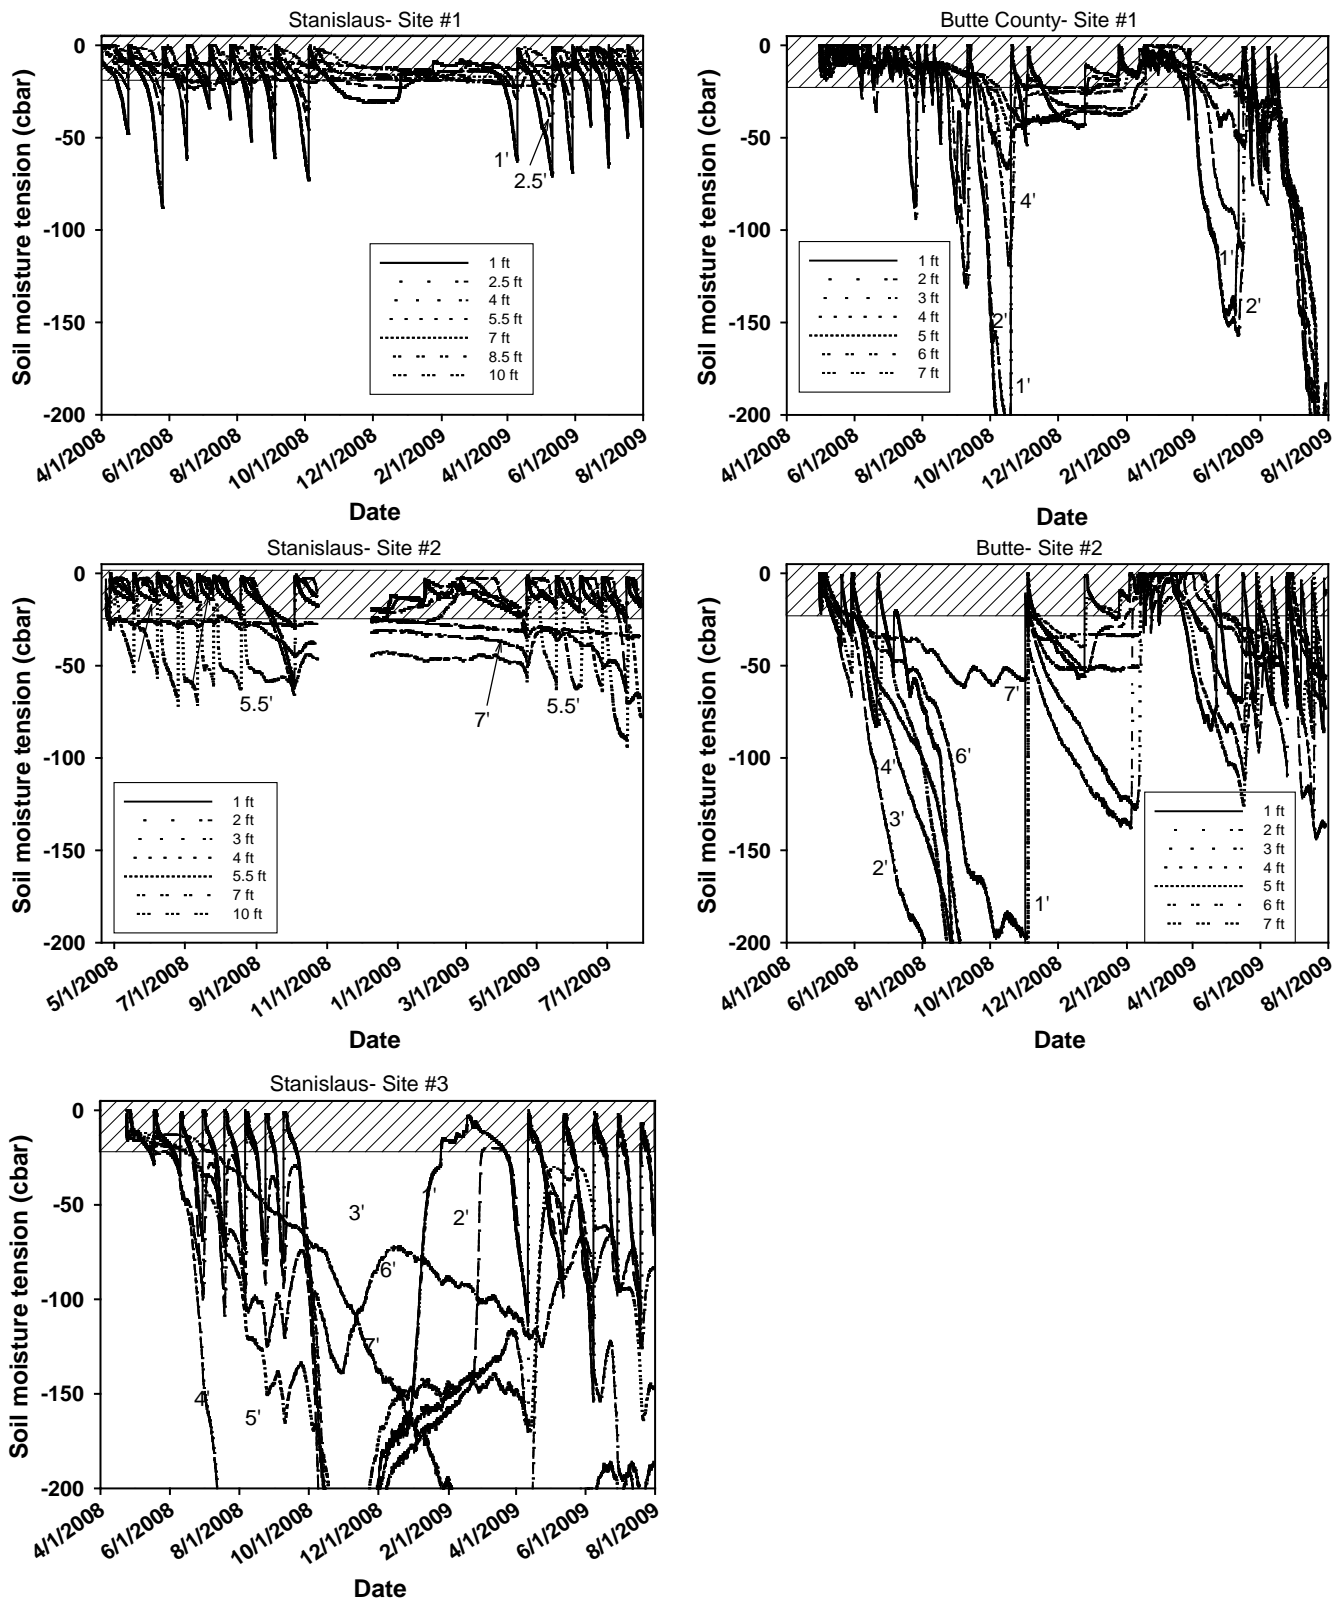 Stanislaus- Site #1
Soil moisture tension (cbar)
0
-50
-100
-150
-200
1'
2.5'
1 ft
2.5 ft
4 ft
5.5 ft
7 ft
8.5 ft
10 ft
4/1/2008
6/1/2008
8/1/2008
10/1/2008
12/1/2008
2/1/2009
4/1/2009
6/1/2009
8/1/2009
Date
Butte County- Site #1
Soil moisture tension (cbar)
0
-50
-100
-150
-200
4'
2'
1'
1'
2'
1 ft
2 ft
3 ft
4 ft
5 ft
6 ft
7 ft
4/1/2008
6/1/2008
8/1/2008
10/1/2008
12/1/2008
2/1/2009
4/1/2009
6/1/2009
8/1/2009
Date
Stanislaus- Site #2
Soil moisture tension (cbar)
0
-50
-100
-150
-200
5.5'
7'
5.5'
1 ft
2 ft
3 ft
4 ft
5.5 ft
7 ft
10 ft
5/1/2008
7/1/2008
9/1/2008
11/1/2008
1/1/2009
3/1/2009
5/1/2009
7/1/2009
Date
Butte- Site #2
Soil moisture tension (cbar)
0
-50
-100
-150
-200
7'
6'
4'
3'
2'
1'
1 ft
2 ft
3 ft
4 ft
5 ft
6 ft
7 ft
4/1/2008
6/1/2008
8/1/2008
10/1/2008
12/1/2008
2/1/2009
4/1/2009
6/1/2009
8/1/2009
Date
Stanislaus- Site #3
Soil moisture tension (cbar)
0
-50
-100
-150
-200
1'
3'
2'
6'
7'
4'
5'
4/1/2008
6/1/2008
8/1/2008
10/1/2008
12/1/2008
2/1/2009
4/1/2009
6/1/2009
8/1/2009
Date